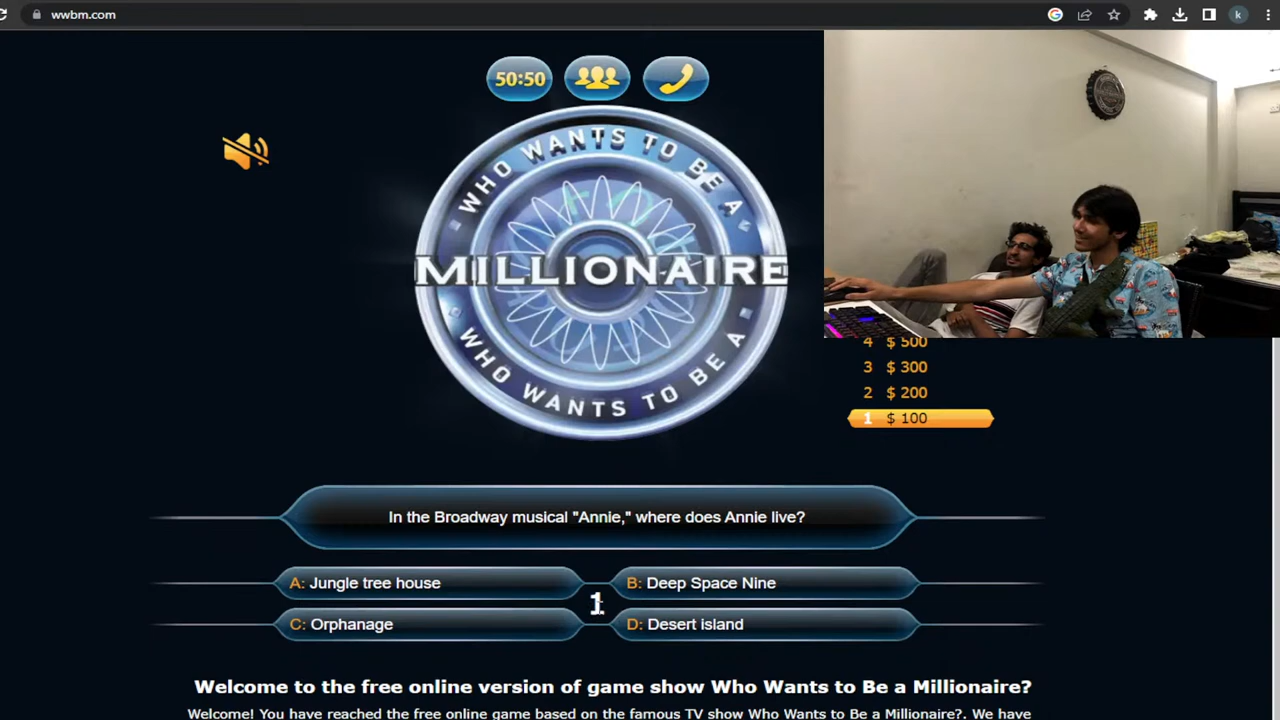 wwbm.com
k
50:50
WHO WANTS TO BE A
MILLIONAIRE
WHO WANTS TO BE A
4 $ 500
3 $ 300
2 $ 200
1 $ 100
In the Broadway musical "Annie," where does Annie live?
A: Jungle tree house
B: Deep Space Nine
1
C: Orphanage
D: Desert island
Welcome to the free online version of game show Who Wants to Be a Millionaire?
Welcome! You have reached the free online game based on the famous TV show Who Wants to Be a Millionaire?. We have